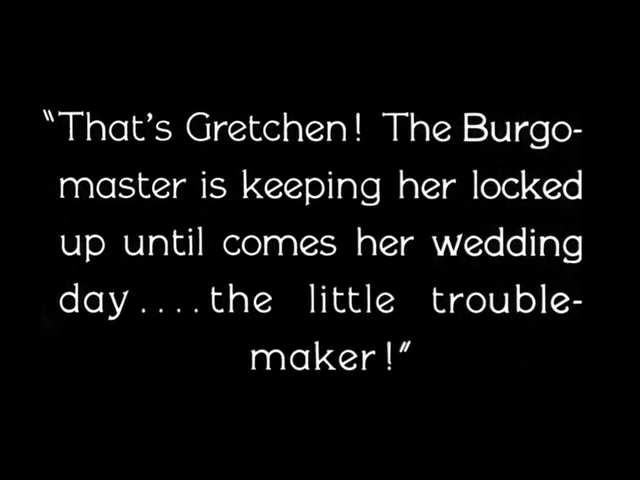 "That's Gretchen! The Burgo-
master is keeping her locked
up until comes her wedding
day....the little trouble-
maker!"